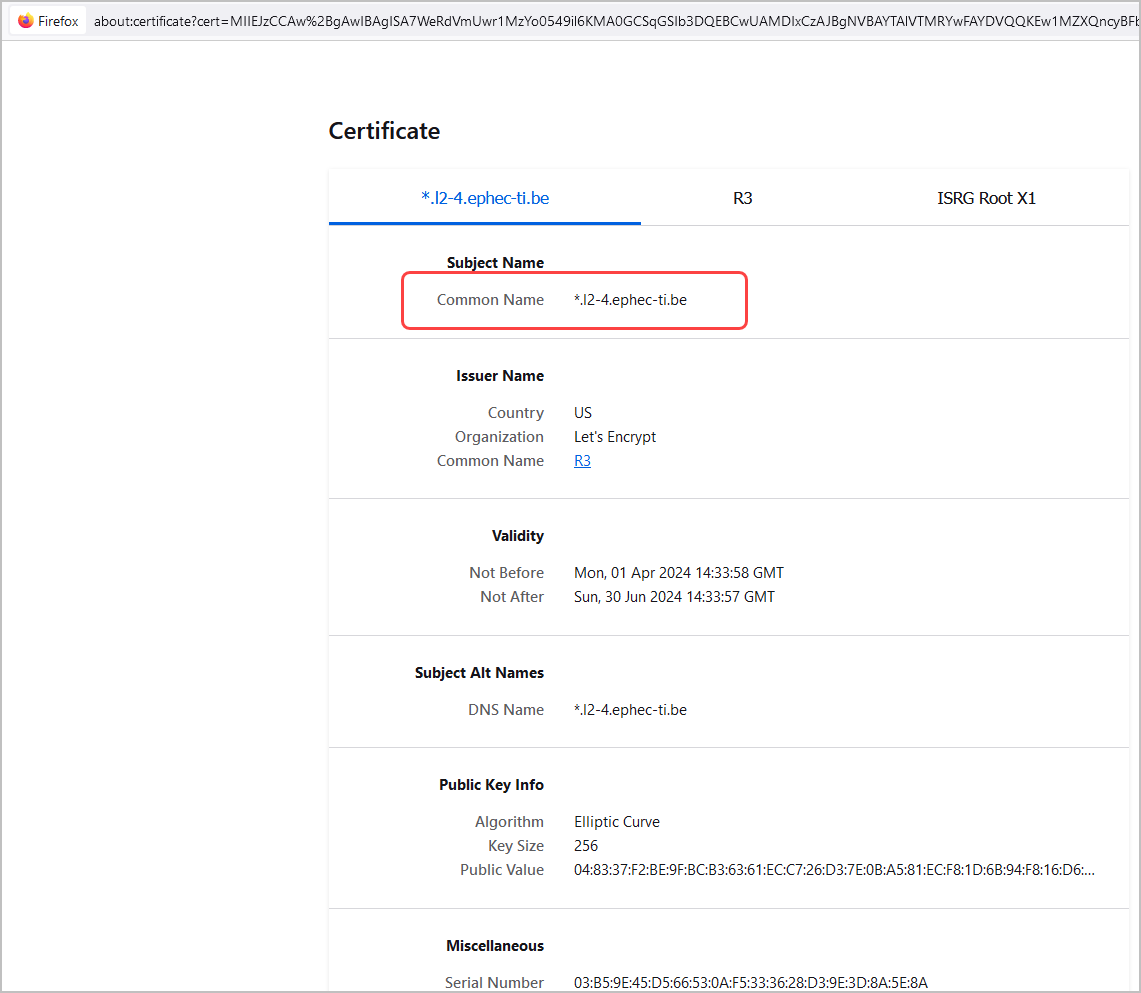 Firefox about:certificate?cert=MIIEJzCCAw%2BgAwIBAgISA7WeRdVmUwr1MzYo0549il6KMA0GCSqGSIb3DQEBCwUAMDIxCzAJBgNVBAYTAlVTMRYwFAYDVQQKEw1MZXQncyBFb
Certificate
*.l2-4.ephec-ti.be R3 ISRG Root X1
Subject Name
Common Name *.l2-4.ephec-ti.be
Issuer Name
Country US
Organization Let's Encrypt
Common Name R3
Validity
Not Before Mon, 01 Apr 2024 14:33:58 GMT
Not After Sun, 30 Jun 2024 14:33:57 GMT
Subject Alt Names
DNS Name *.l2-4.ephec-ti.be
Public Key Info
Algorithm Elliptic Curve
Key Size 256
Public Value 04:83:37:F2:BE:9F:BC:B3:63:61:EC:C7:26:D3:7E:0B:A5:81:EC:F8:1D:6B:94:F8:16:D6:...
Miscellaneous
Serial Number 03:B5:9E:45:D5:66:53:0A:F5:33:36:28:D3:9E:3D:8A:5E:8A